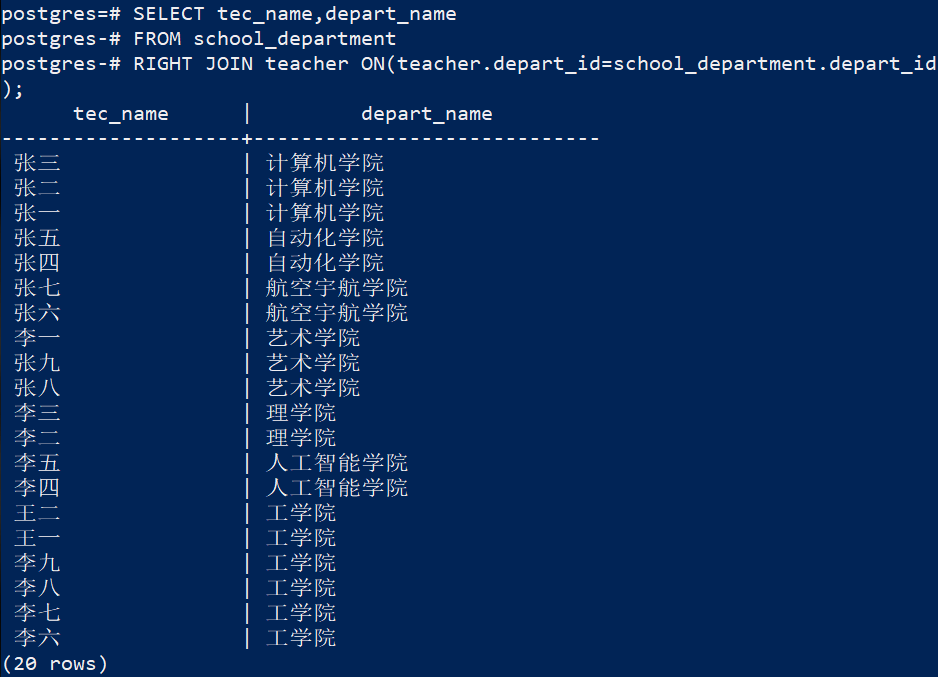 postgres=# SELECT tec_name,depart_name
postgres-# FROM school_department
postgres-# RIGHT JOIN teacher ON(teacher.depart_id=school_department.depart_id
);
      tec_name      |         depart_name
--------------------+-----------------------------
 张三               | 计算机学院
 张二               | 计算机学院
 张一               | 计算机学院
 张五               | 自动化学院
 张四               | 自动化学院
 张七               | 航空宇航学院
 张六               | 航空宇航学院
 李一               | 艺术学院
 张九               | 艺术学院
 张八               | 艺术学院
 李三               | 理学院
 李二               | 理学院
 李五               | 人工智能学院
 李四               | 人工智能学院
 王二               | 工学院
 王一               | 工学院
 李九               | 工学院
 李八               | 工学院
 李七               | 工学院
 李六               | 工学院
(20 rows)